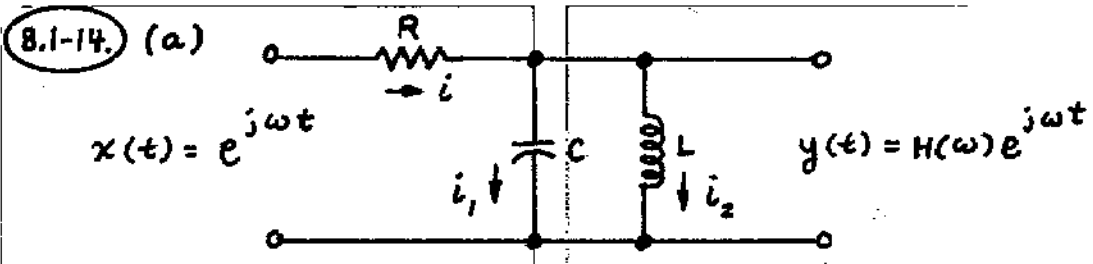 8.1-14. (a)
R
→ i
x(t) = e^{jωt}
C
L
y(t) = H(ω)e^{jωt}
i₁ ↓
↓ i₂